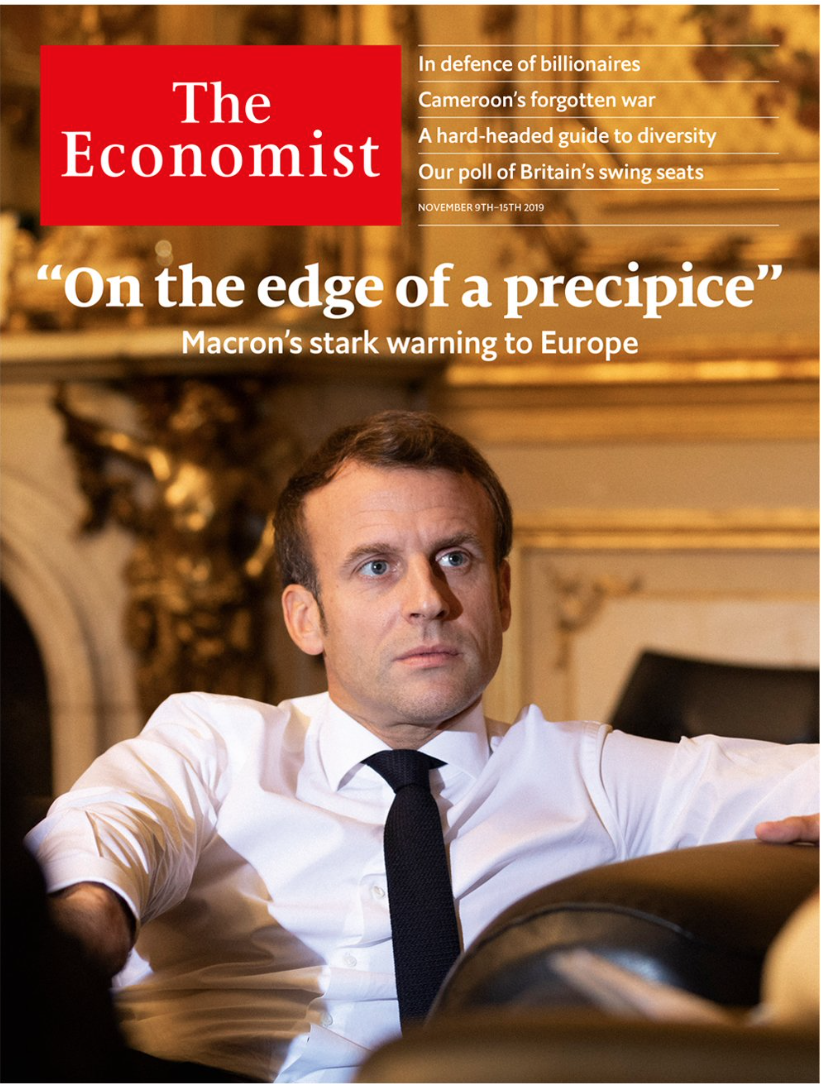 The
Economist
In defence of billionaires
Cameroon's forgotten war
A hard-headed guide to diversity
Our poll of Britain's swing seats
NOVEMBER 9TH–15TH 2019
“On the edge of a precipice”
Macron's stark warning to Europe